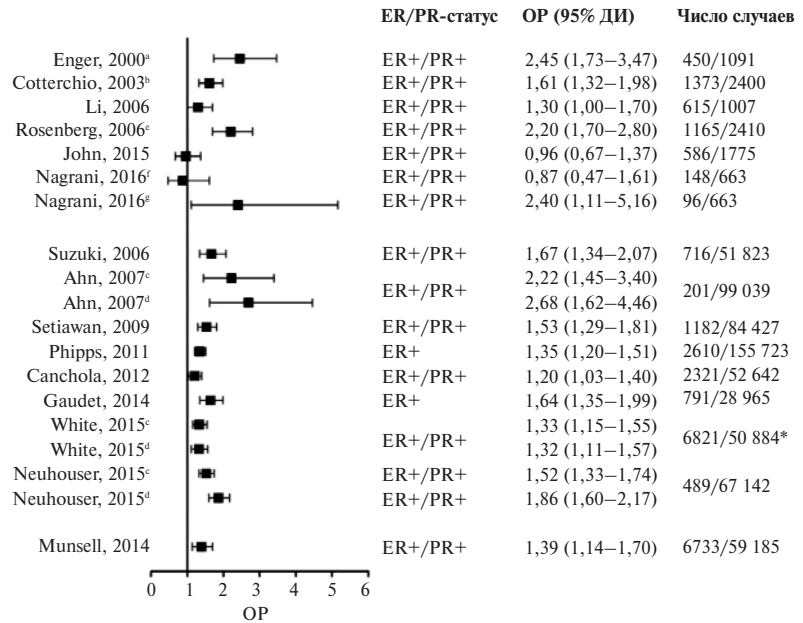 ER/PR-статус ОР (95% ДИ) Число случаев
Enger, 2000ᵃ ER+/PR+ 2,45 (1,73–3,47) 450/1091
Cotterchio, 2003ᵇ ER+/PR+ 1,61 (1,32–1,98) 1373/2400
Li, 2006 ER+/PR+ 1,30 (1,00–1,70) 615/1007
Rosenberg, 2006ᵉ ER+/PR+ 2,20 (1,70–2,80) 1165/2410
John, 2015 ER+/PR+ 0,96 (0,67–1,37) 586/1775
Nagrani, 2016ᶠ ER+/PR+ 0,87 (0,47–1,61) 148/663
Nagrani, 2016ᵍ ER+/PR+ 2,40 (1,11–5,16) 96/663
Suzuki, 2006 ER+/PR+ 1,67 (1,34–2,07) 716/51 823
Ahn, 2007ᶜ 2,22 (1,45–3,40)
ER+/PR+ 201/99 039
Ahn, 2007ᵈ 2,68 (1,62–4,46)
Setiawan, 2009 ER+/PR+ 1,53 (1,29–1,81) 1182/84 427
Phipps, 2011 ER+ 1,35 (1,20–1,51) 2610/155 723
Canchola, 2012 ER+/PR+ 1,20 (1,03–1,40) 2321/52 642
Gaudet, 2014 ER+ 1,64 (1,35–1,99) 791/28 965
White, 2015ᶜ 1,33 (1,15–1,55)
ER+/PR+ 6821/50 884*
White, 2015ᵈ 1,32 (1,11–1,57)
Neuhouser, 2015ᶜ ER+/PR+ 1,52 (1,33–1,74)
489/67 142
Neuhouser, 2015ᵈ ER+/PR+ 1,86 (1,60–2,17)
Munsell, 2014 ER+/PR+ 1,39 (1,14–1,70) 6733/59 185
0 1 2 3 4 5 6
ОР